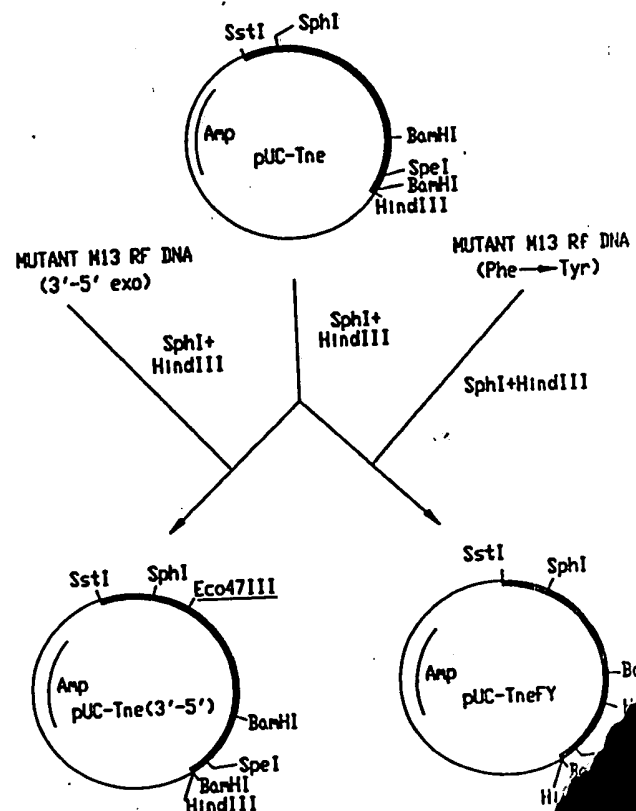 SstI
SphI
Amp
pUC-Tne
BamHI
SpeI
BamHI
HindIII
MUTANT M13 RF DNA
(3'-5' exo)
MUTANT M13 RF DNA
(Phe→Tyr)
SphI+
HindIII
SphI+
HindIII
SphI+HindIII
SstI
SphI
Eco47III
Amp
pUC-Tne(3'-5')
BamHI
SpeI
BamHI
HindIII
SstI
SphI
Amp
pUC-TneFY